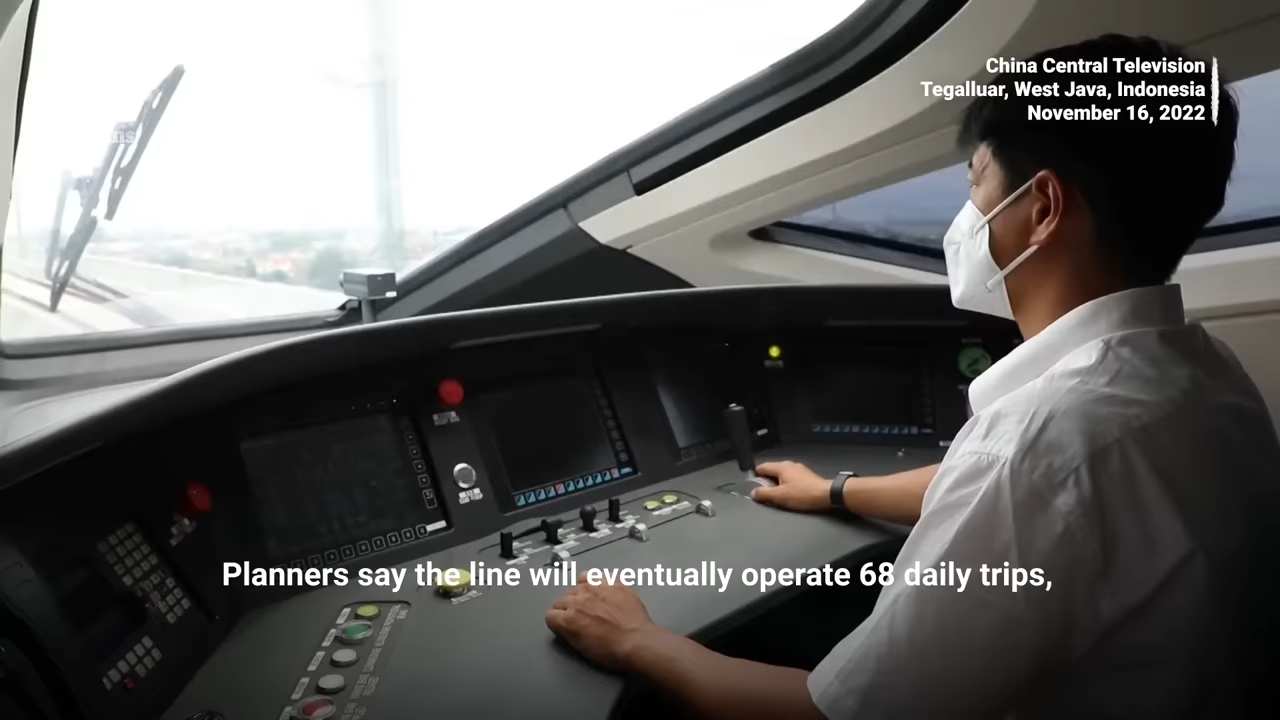 China Central Television
Tegalluar, West Java, Indonesia
November 16, 2022
Planners say the line will eventually operate 68 daily trips,